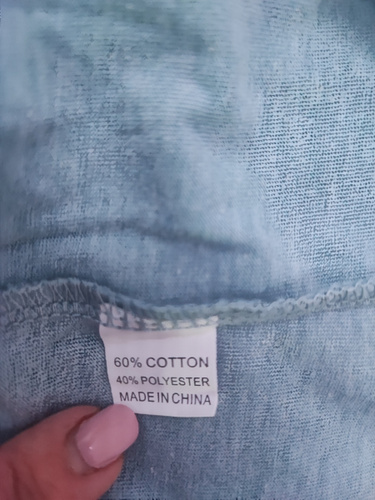 60% COTTON
40% POLYESTER
MADE IN CHINA